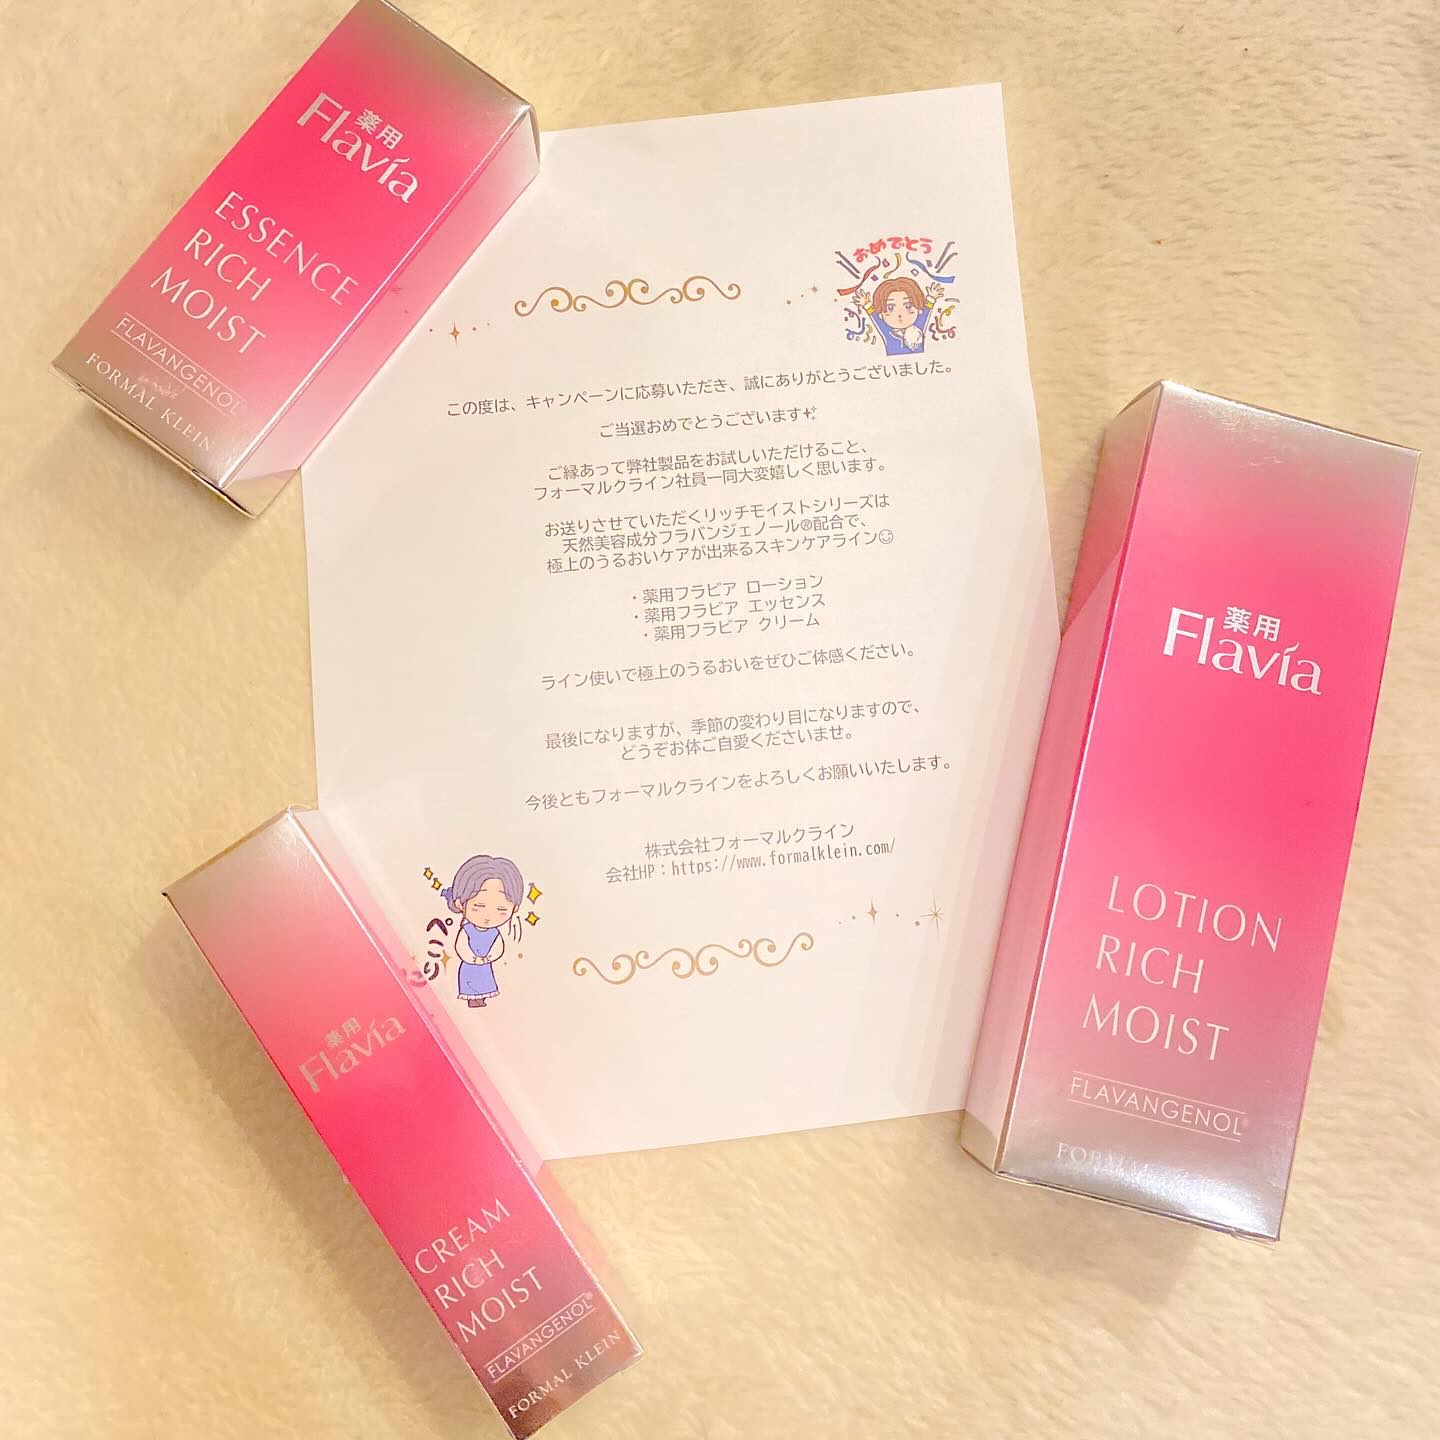 薬用
Flavía
ESSENCE
RICH
MOIST
FLAVANGENOL®
FORMAL KLEIN
おめでとう
この度は、キャンペーンに応募いただき、誠にありがとうございました。
ご当選おめでとうございます✨
ご縁あって弊社製品をお試しいただけること、
フォーマルクライン社員一同大変嬉しく思います。
お送りさせていただくリッチモイストシリーズは
天然美容成分フラバンジェノール®配合で、
極上のうるおいケアが出来るスキンケアライン☺
・薬用フラビア ローション
・薬用フラビア エッセンス
・薬用フラビア クリーム
ライン使いで極上のうるおいをぜひご体感ください。
最後になりますが、季節の変わり目になりますので、
どうぞお体ご自愛くださいませ。
今後ともフォーマルクラインをよろしくお願いいたします。
株式会社フォーマルクライン
会社HP：https://www.formalklein.com/
ぺこり
薬用
Flavía
CREAM
RICH
MOIST
FLAVANGENOL®
FORMAL KLEIN
薬用
Flavía
LOTION
RICH
MOIST
FLAVANGENOL®